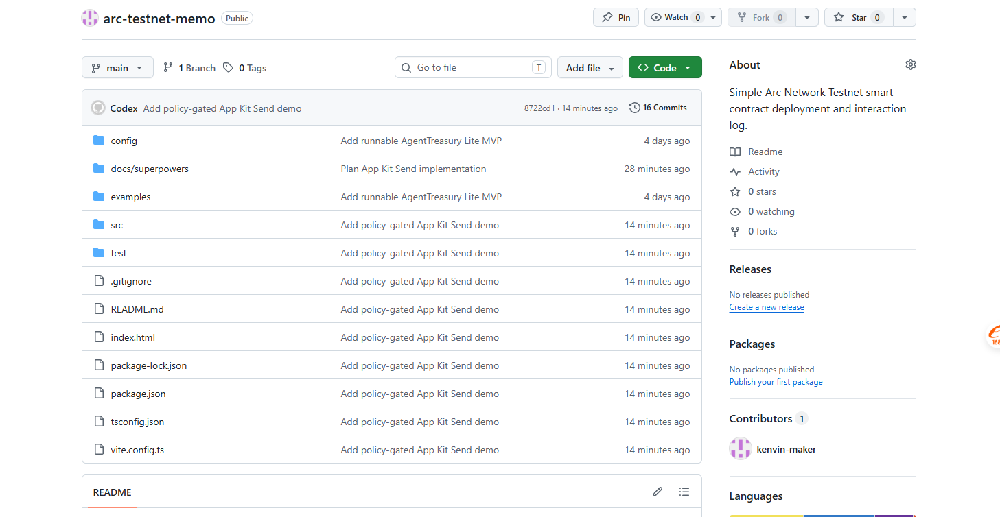 arc-testnet-memo Public Pin Watch 0 Fork 0 Star 0
main 1 Branch 0 Tags Go to file T Add file Code
Codex Add policy-gated App Kit Send demo 8722cd1 · 14 minutes ago 16 Commits
config Add runnable AgentTreasury Lite MVP 4 days ago
docs/superpowers Plan App Kit Send implementation 28 minutes ago
examples Add runnable AgentTreasury Lite MVP 4 days ago
src Add policy-gated App Kit Send demo 14 minutes ago
test Add policy-gated App Kit Send demo 14 minutes ago
.gitignore Add policy-gated App Kit Send demo 14 minutes ago
README.md Add policy-gated App Kit Send demo 14 minutes ago
index.html Add policy-gated App Kit Send demo 14 minutes ago
package-lock.json Add policy-gated App Kit Send demo 14 minutes ago
package.json Add policy-gated App Kit Send demo 14 minutes ago
tsconfig.json Add policy-gated App Kit Send demo 14 minutes ago
vite.config.ts Add policy-gated App Kit Send demo 14 minutes ago
README
About
Simple Arc Network Testnet smart
contract deployment and interaction
log.
Readme
Activity
0 stars
0 watching
0 forks
Releases
No releases published
Create a new release
Packages
No packages published
Publish your first package
Contributors 1
kenvin-maker
Languages